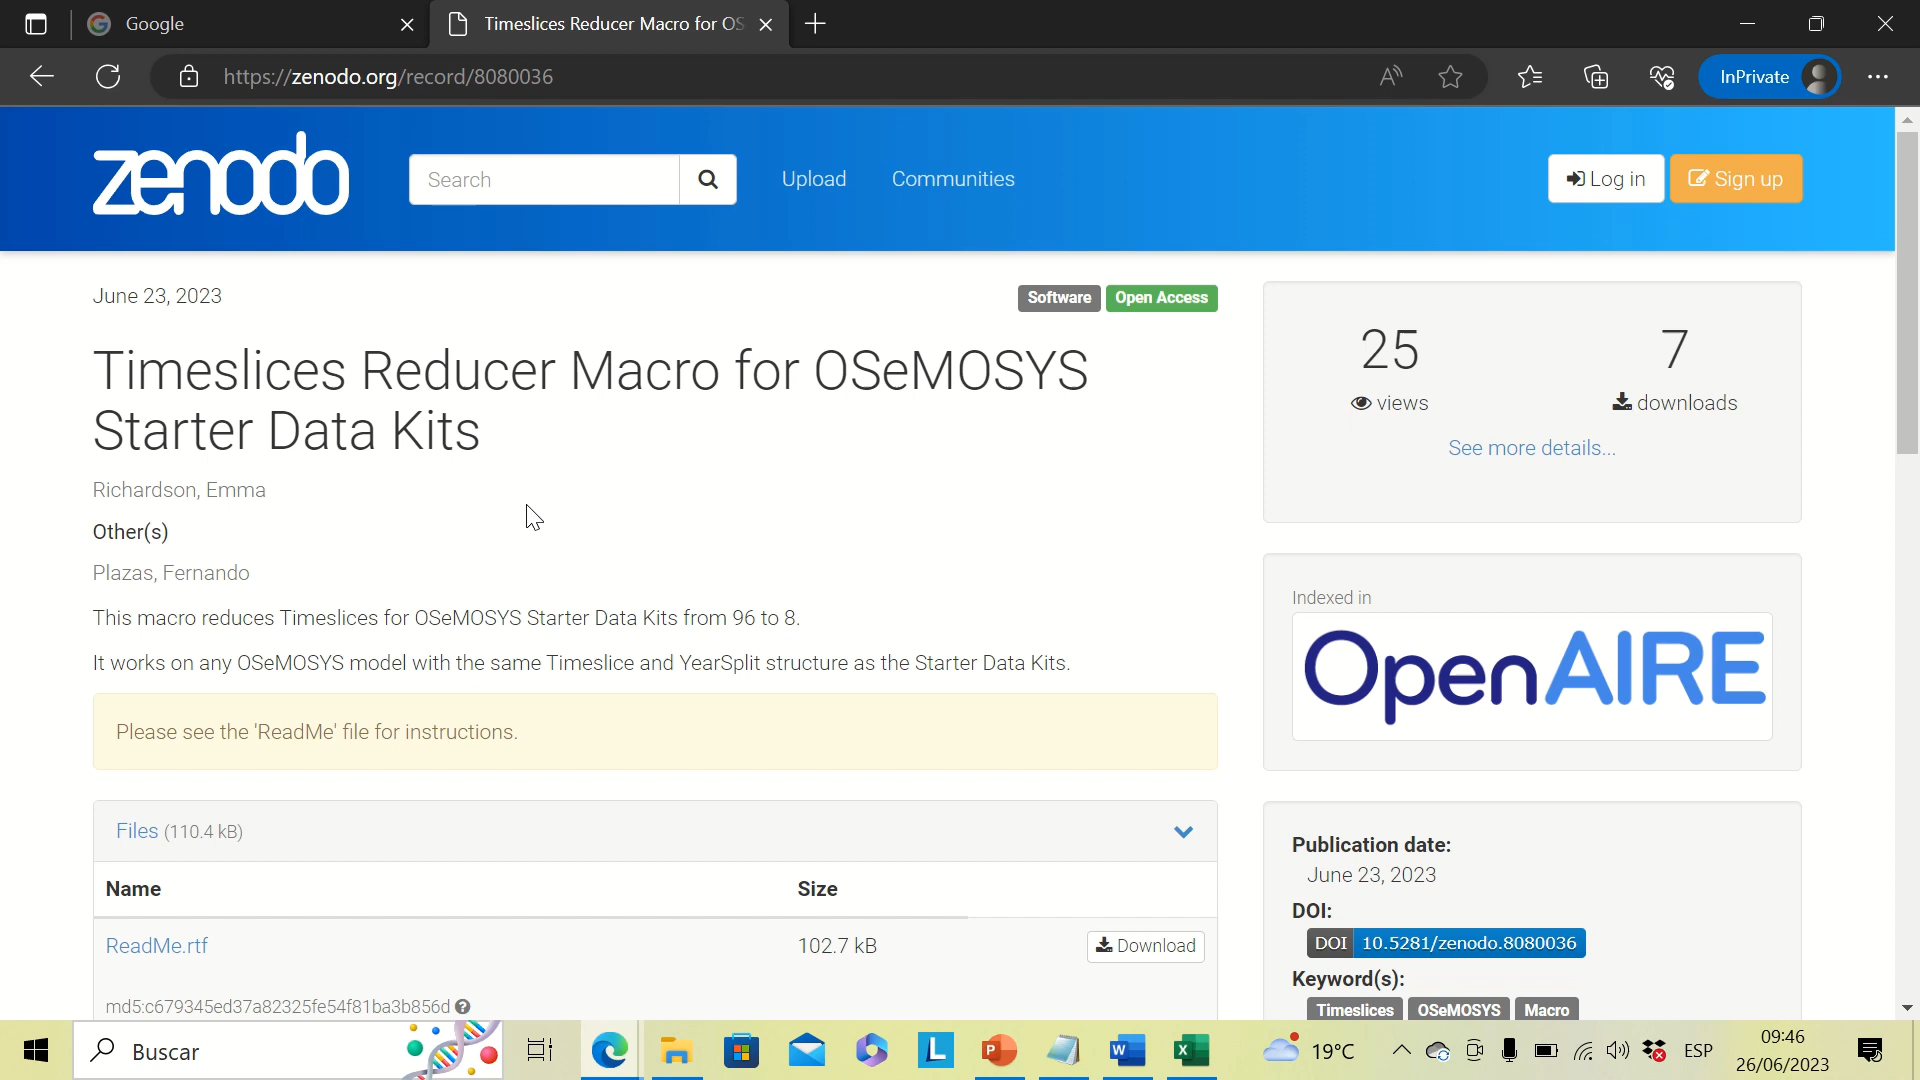 Google
Timeslices Reducer Macro for OS
https://zenodo.org/record/8080036
InPrivate
zenodo
Search
Upload
Communities
Log in
Sign up
June 23, 2023
Software
Open Access
Timeslices Reducer Macro for OSeMOSYS
Starter Data Kits
Richardson, Emma
Other(s)
Plazas, Fernando
This macro reduces Timeslices for OSeMOSYS Starter Data Kits from 96 to 8.
It works on any OSeMOSYS model with the same Timeslice and YearSplit structure as the Starter Data Kits.
Please see the 'ReadMe' file for instructions.
Files (110.4 kB)
Name Size
ReadMe.rtf 102.7 kB Download
md5:c679345ed37a82325fe54f81ba3b856d ?
25 7
views downloads
See more details...
Indexed in
OpenAIRE
Publication date:
June 23, 2023
DOI:
DOI 10.5281/zenodo.8080036
Keyword(s):
Timeslices OSeMOSYS Macro
Buscar
L
P
W
X
19°C
ESP
09:46
26/06/2023